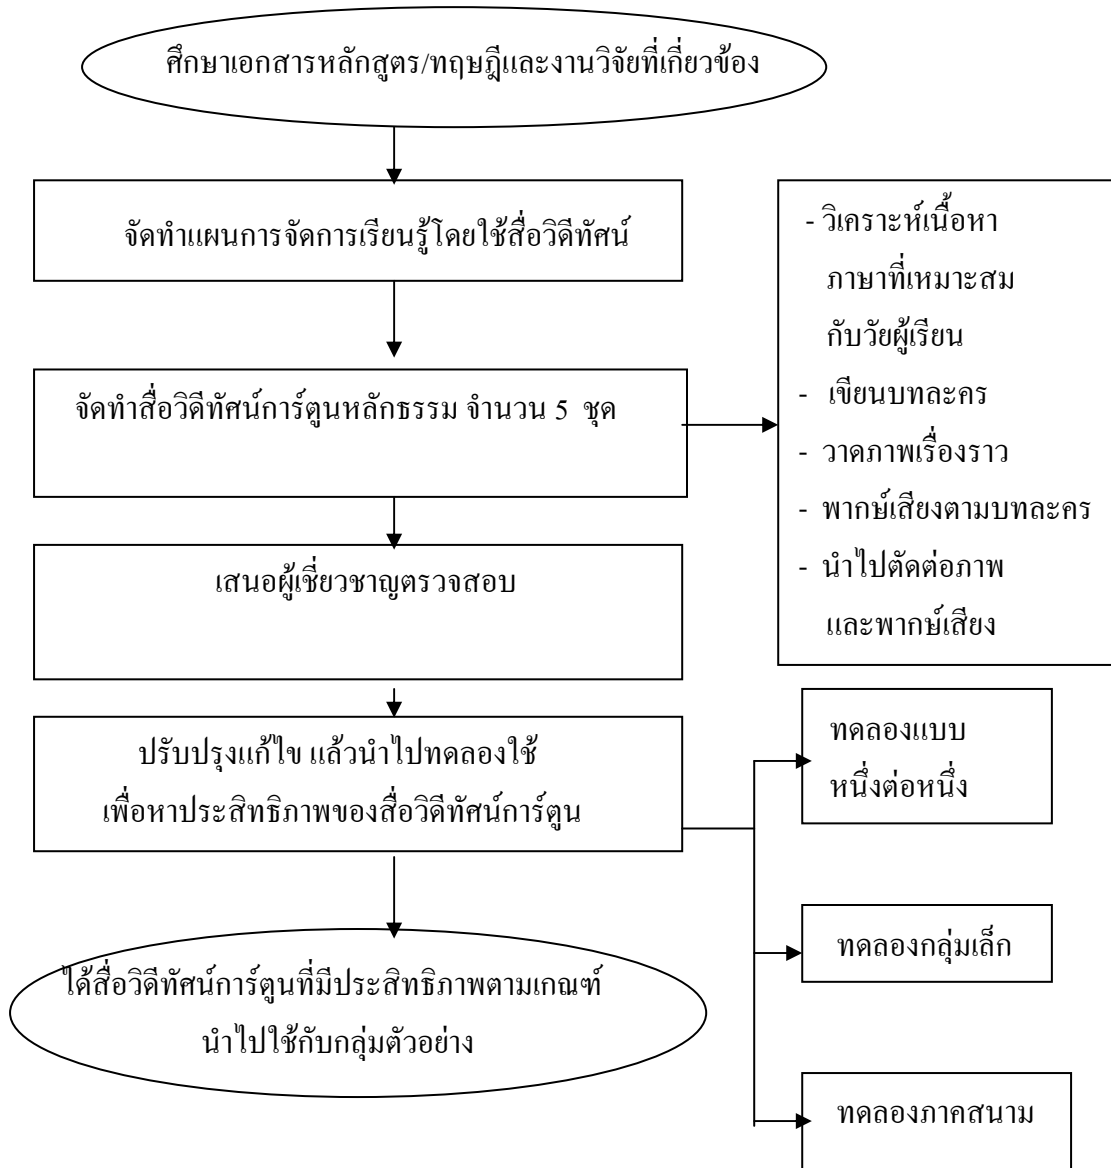 ศึกษาเอกสารหลักสูตร/ทฤษฎีและงานวิจัยที่เกี่ยวข้อง
จัดทำแผนการจัดการเรียนรู้โดยใช้สื่อวิดีทัศน์
จัดทำสื่อวิดีทัศน์การ์ตูนหลักธรรม จำนวน 5 ชุด
- วิเคราะห์เนื้อหา
ภาษาที่เหมาะสม
กับวัยผู้เรียน
- เขียนบทละคร
- วาดภาพเรื่องราว
- พากษ์เสียงตามบทละคร
- นำไปตัดต่อภาพ
และพากษ์เสียง
เสนอผู้เชี่ยวชาญตรวจสอบ
ปรับปรุงแก้ไข แล้วนำไปทดลองใช้
เพื่อหาประสิทธิภาพของสื่อวิดีทัศน์การ์ตูน
ทดลองแบบ
หนึ่งต่อหนึ่ง
ทดลองกลุ่มเล็ก
ทดลองภาคสนาม
ได้สื่อวิดีทัศน์การ์ตูนที่มีประสิทธิภาพตามเกณฑ์
นำไปใช้กับกลุ่มตัวอย่าง